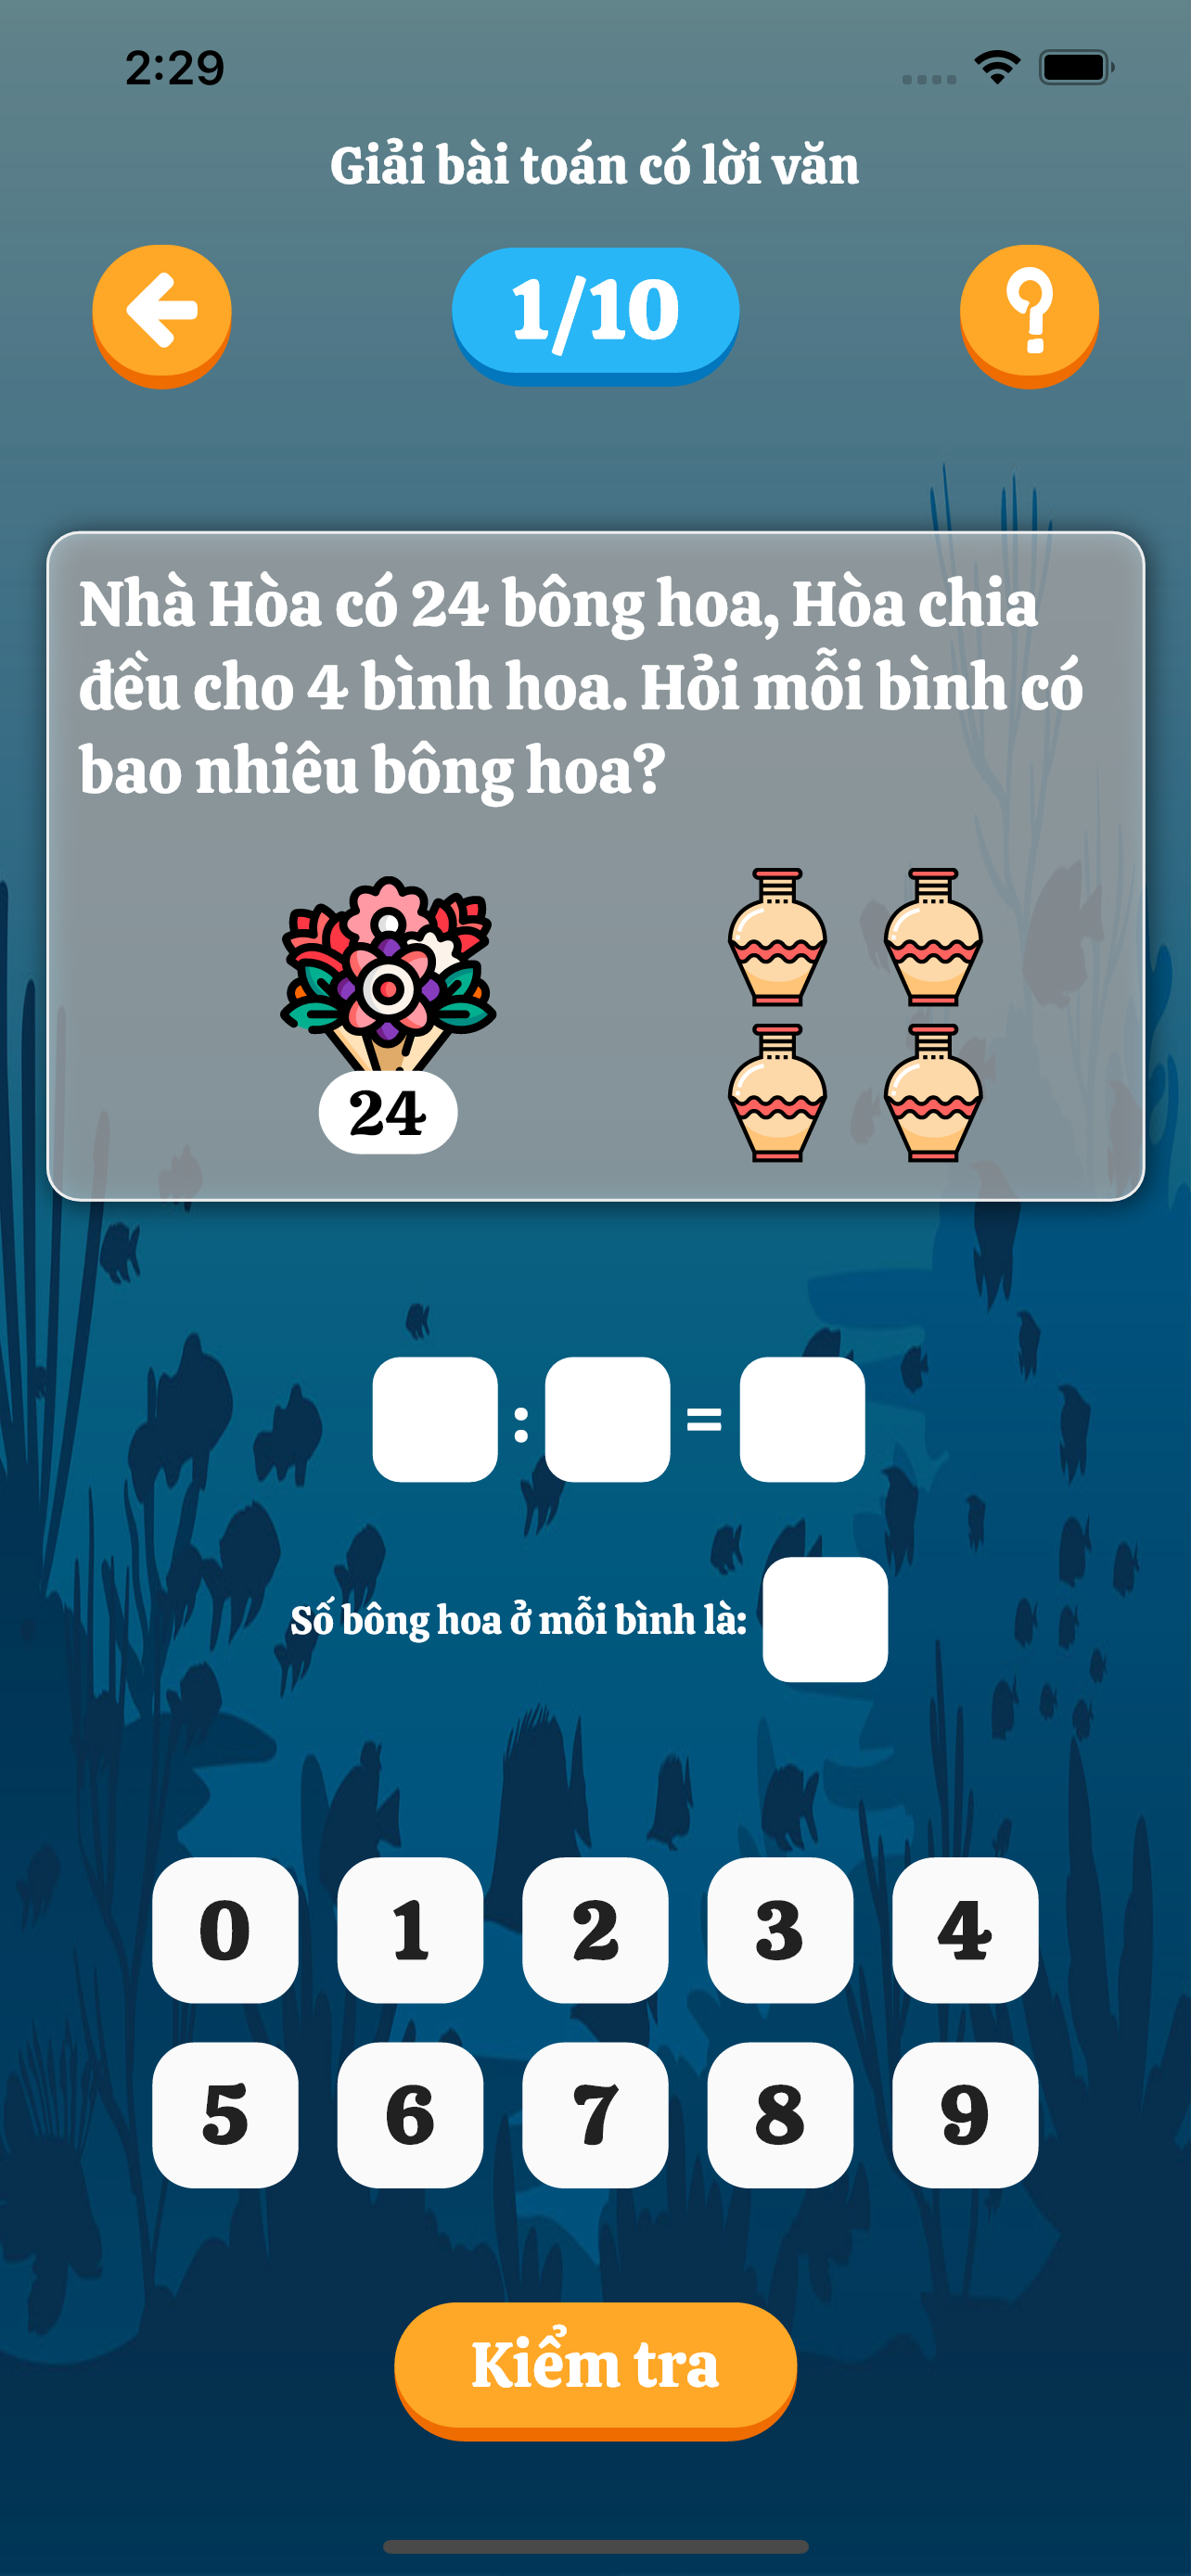 2:29
Giải bài toán có lời văn
1/10
?
Nhà Hòa có 24 bông hoa, Hòa chia
đều cho 4 bình hoa. Hỏi mỗi bình có
bao nhiêu bông hoa?
24
: =
Số bông hoa ở mỗi bình là:
0 1 2 3 4
5 6 7 8 9
Kiểm tra